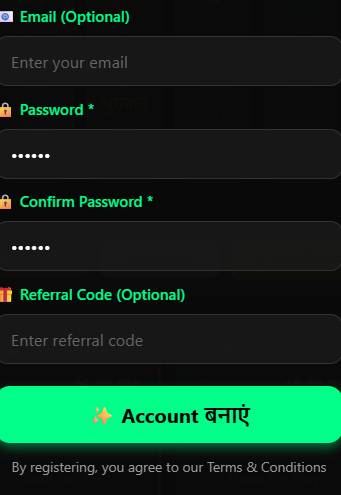 📧 Email (Optional)
Enter your email
🔒 Password *
••••••
🔒 Confirm Password *
••••••
🎁 Referral Code (Optional)
Enter referral code
✨ Account बनाएं
By registering, you agree to our Terms & Conditions